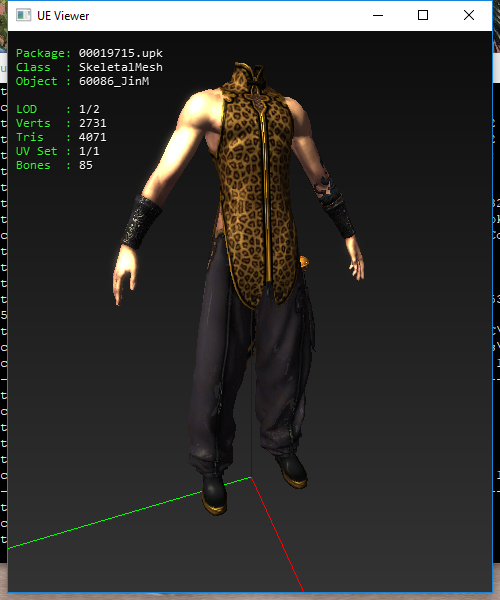 UE Viewer
Package: 00019715.upk
Class  : SkeletalMesh
Object : 60086_JinM
LOD    : 1/2
Verts  : 2731
Tris   : 4071
UV Set : 1/1
Bones  : 85